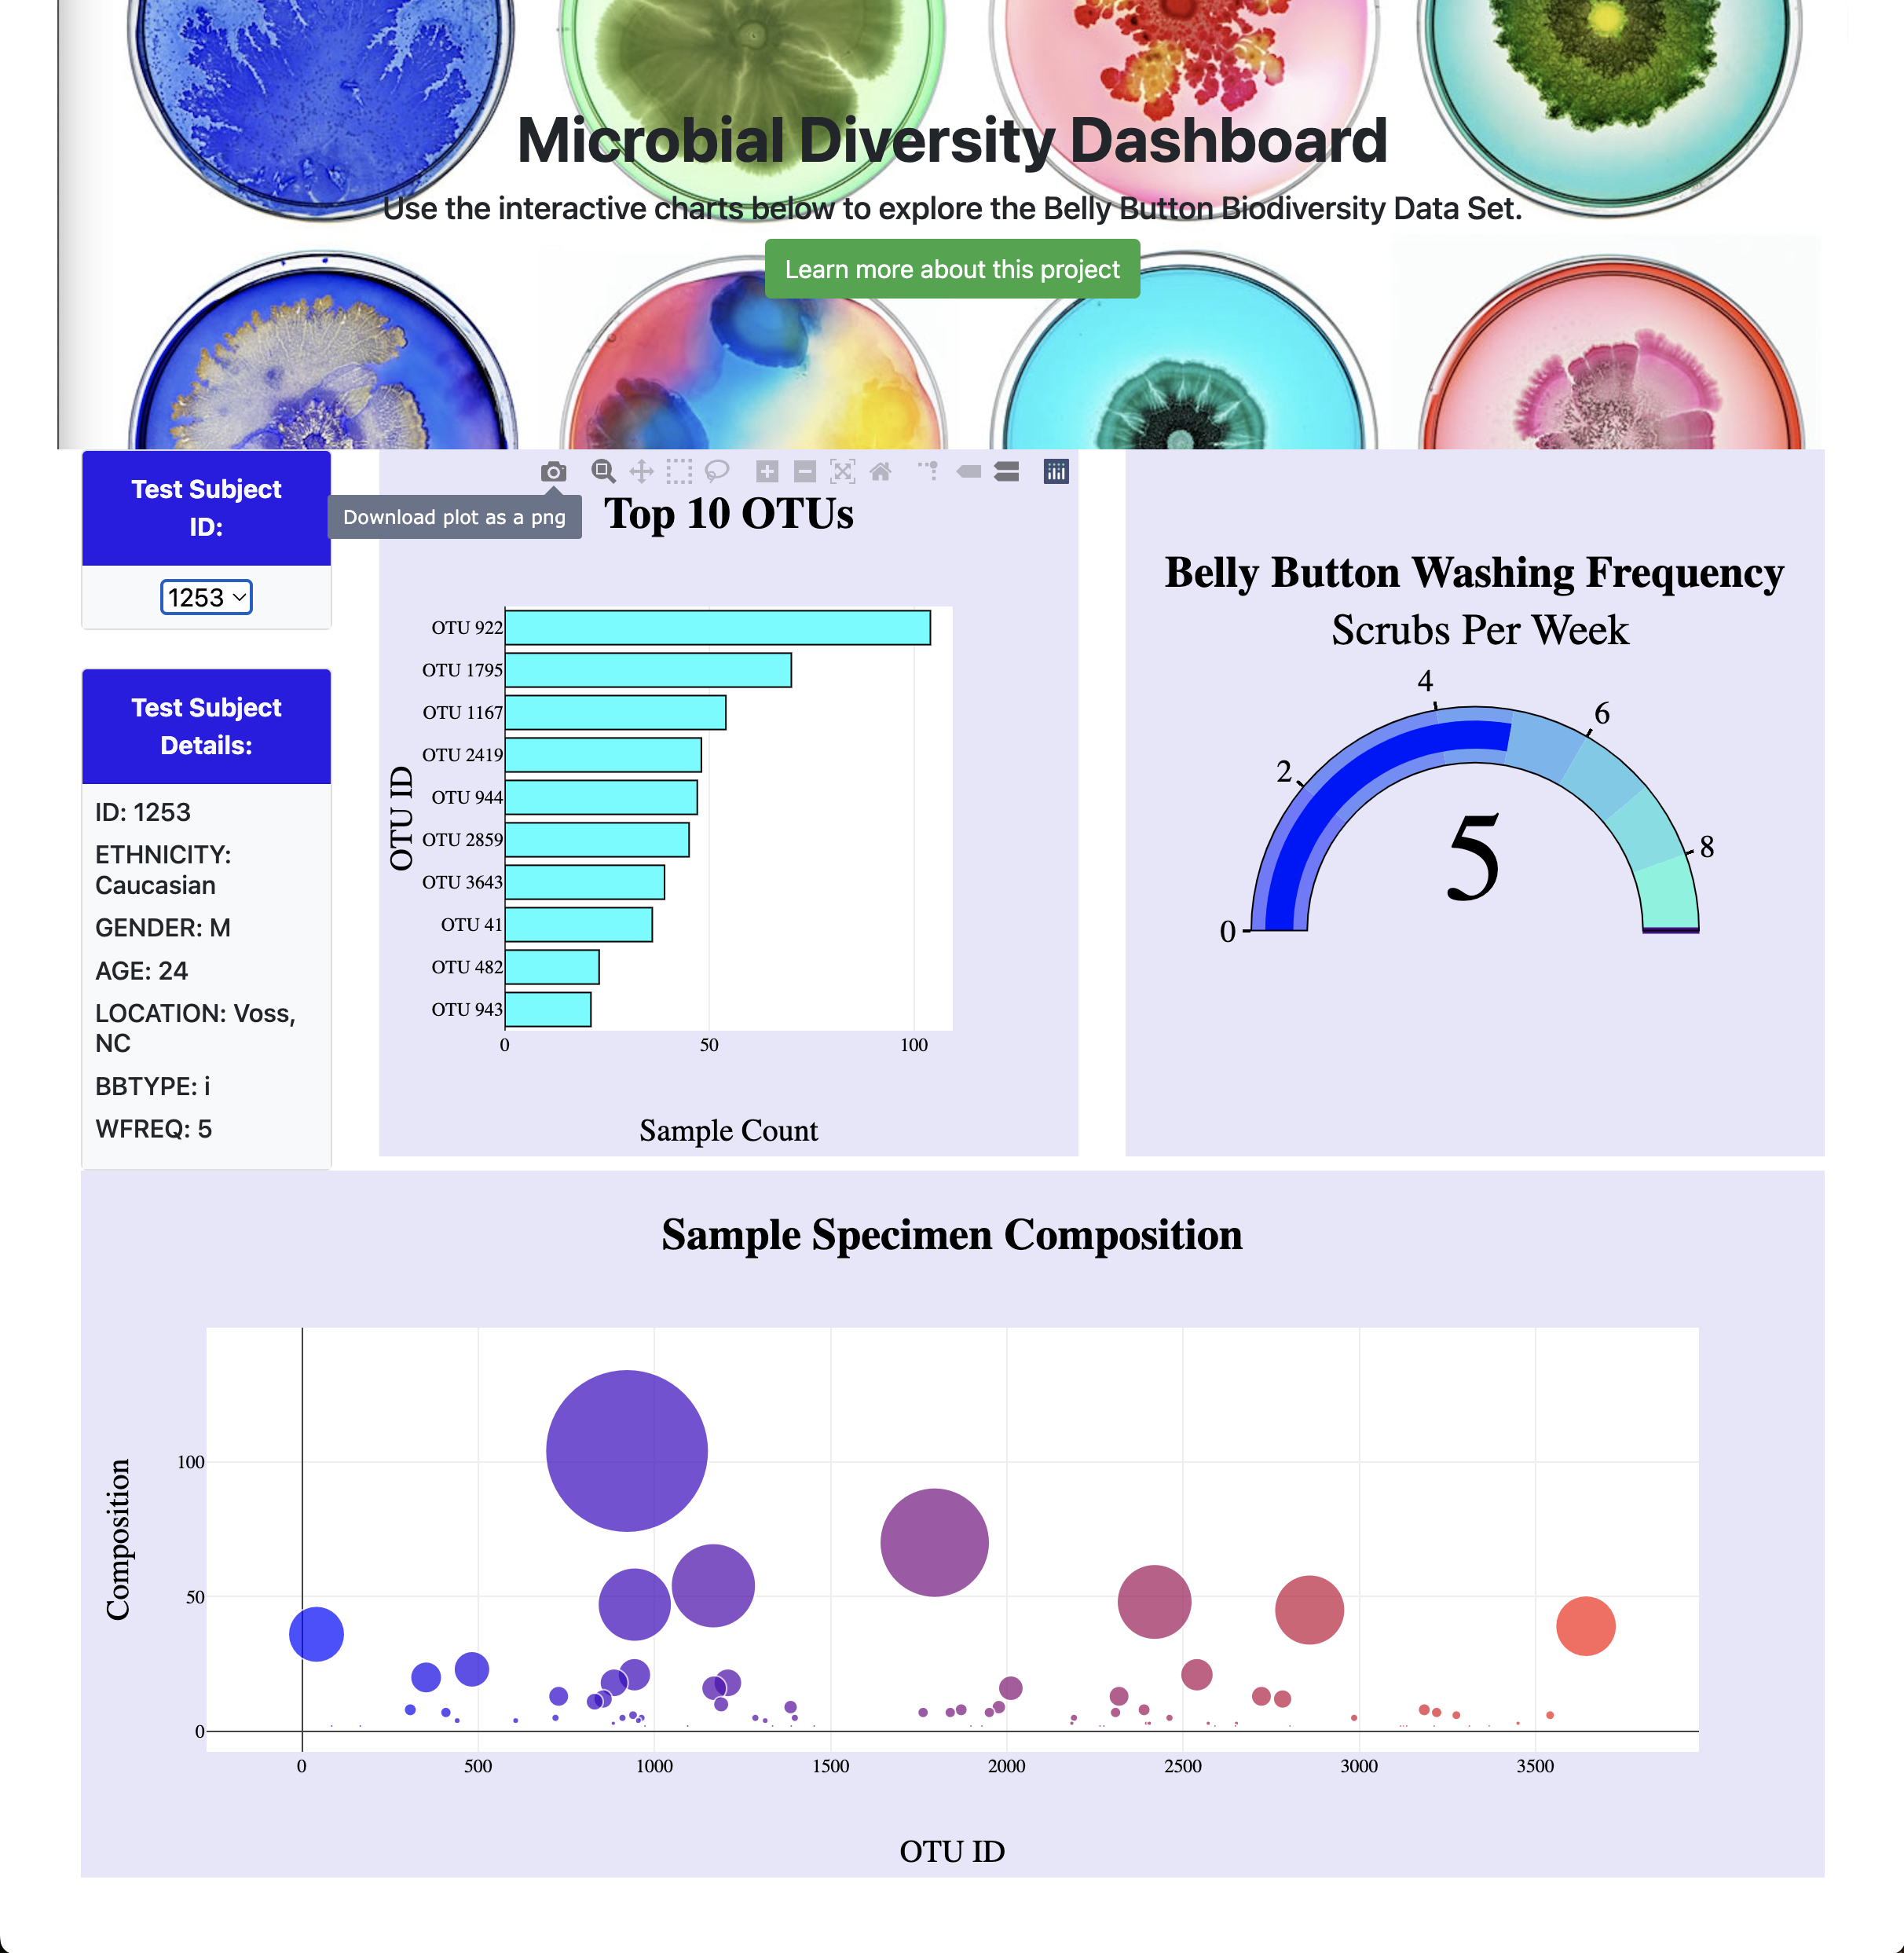 Microbial Diversity Dashboard
Use the interactive charts below to explore the Belly Button Biodiversity Data Set.
Learn more about this project
Test Subject
ID:
1253
Test Subject
Details:
ID: 1253
ETHNICITY:
Caucasian
GENDER: M
AGE: 24
LOCATION: Voss,
NC
BBTYPE: i
WFREQ: 5
Download plot as a png
Top 10 OTUs
OTU ID
OTU 922
OTU 1795
OTU 1167
OTU 2419
OTU 944
OTU 2859
OTU 3643
OTU 41
OTU 482
OTU 943
0 50 100
Sample Count
Belly Button Washing Frequency
Scrubs Per Week
0
2
4
6
8
5
Sample Specimen Composition
Composition
100
50
0
0 500 1000 1500 2000 2500 3000 3500
OTU ID